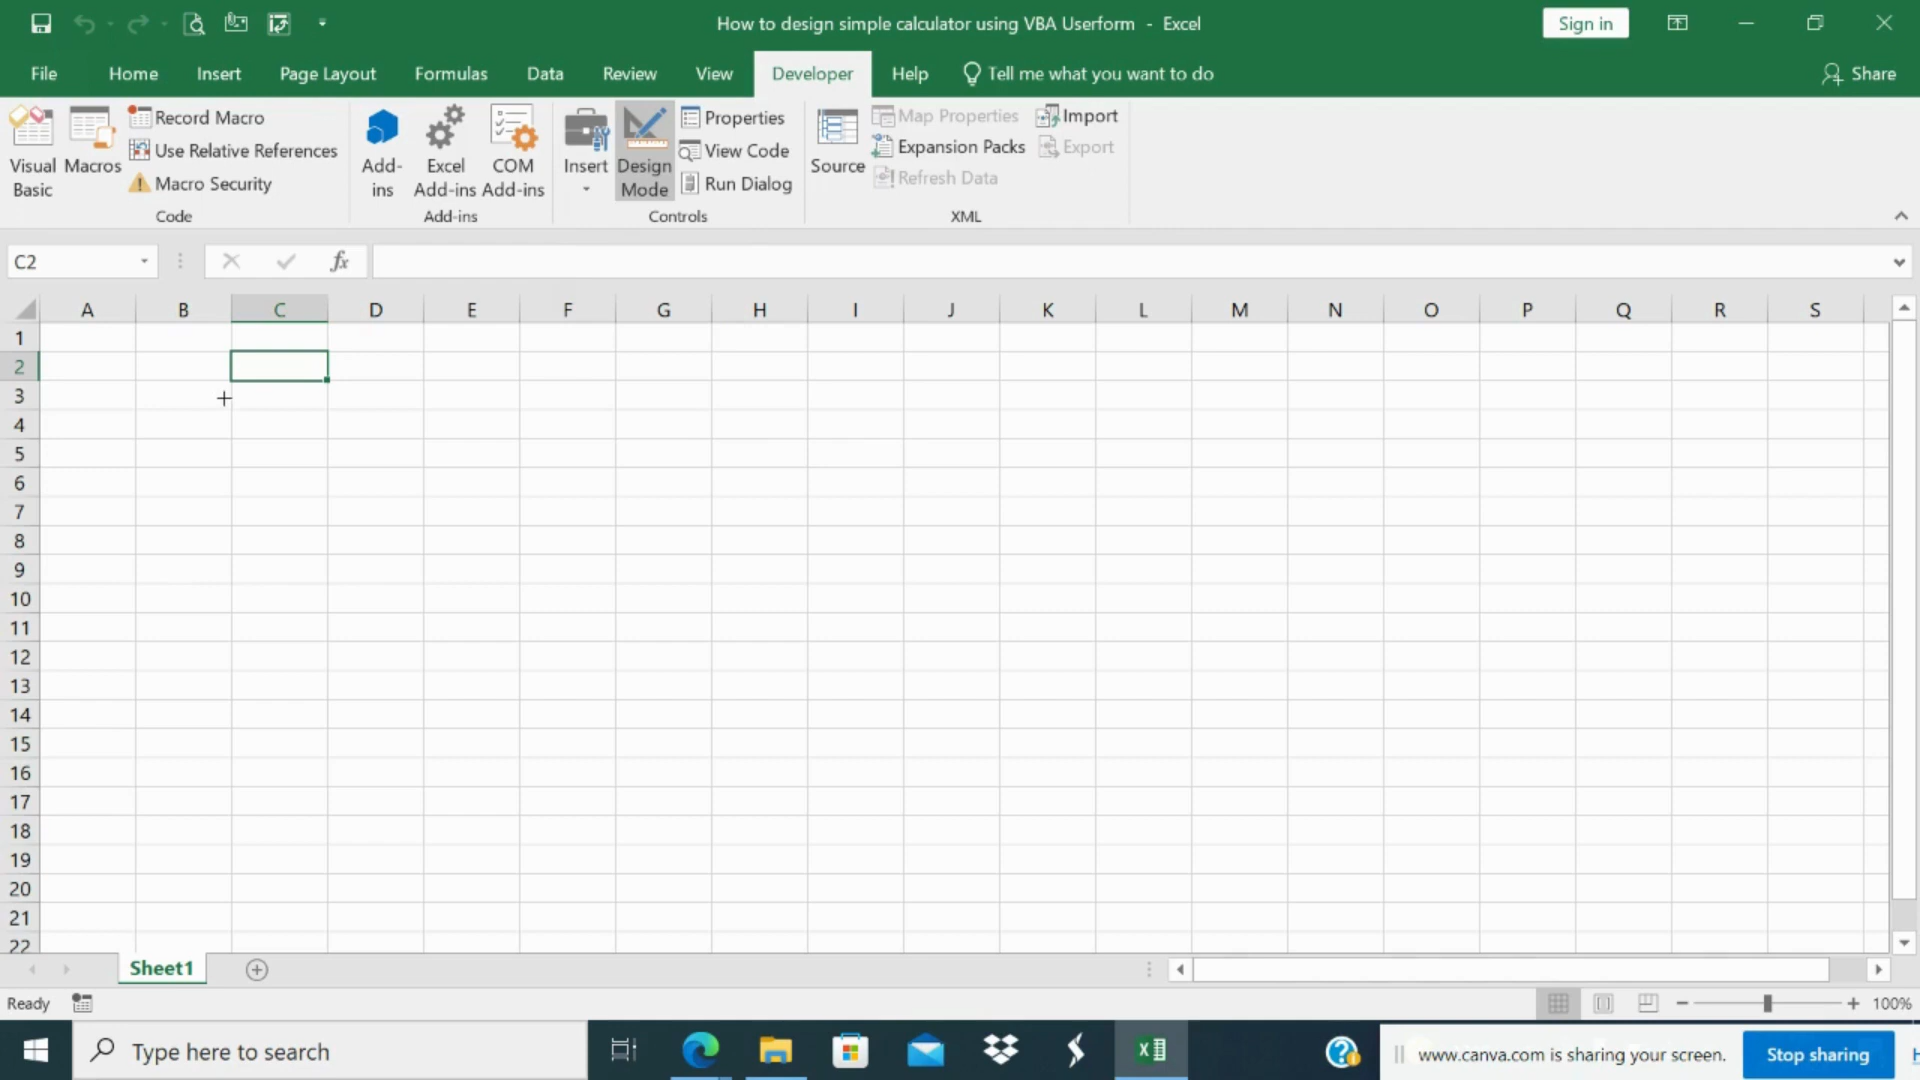 How to design simple calculator using VBA Userform - Excel
Sign in
File Home Insert Page Layout Formulas Data Review View Developer Help Tell me what you want to do Share
Visual Basic
Macros
Record Macro
Use Relative References
Macro Security
Code
Add-ins
Excel Add-ins
COM Add-ins
Add-ins
Insert
Design Mode
Properties
View Code
Run Dialog
Controls
Source
Map Properties
Expansion Packs
Refresh Data
Import
Export
XML
C2
fx
A B C D E F G H I J K L M N O P Q R S
1
2
3
4
5
6
7
8
9
10
11
12
13
14
15
16
17
18
19
20
21
22
Sheet1
Ready
100%
Type here to search
www.canva.com is sharing your screen.
Stop sharing